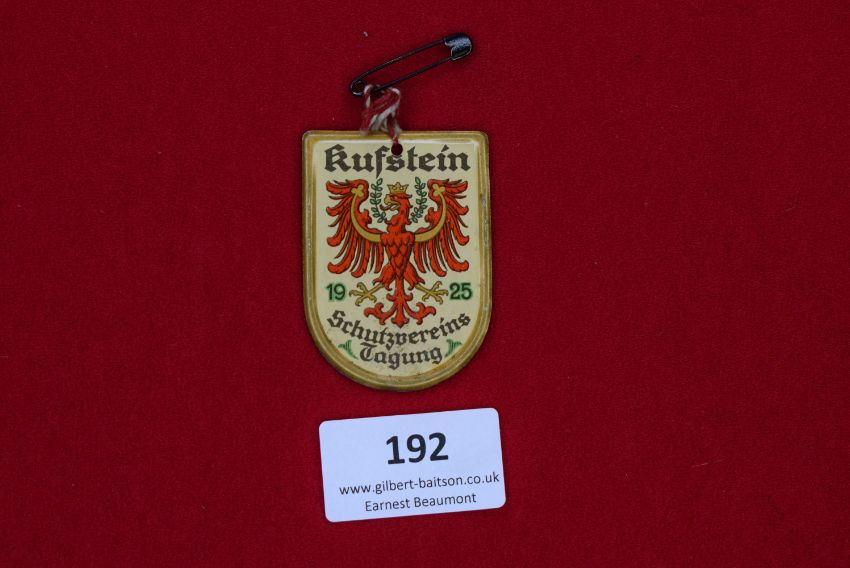 Kufstein
19 25
Schutzvereins
Tagung
192
www.gilbert-baitson.co.uk
Earnest Beaumont